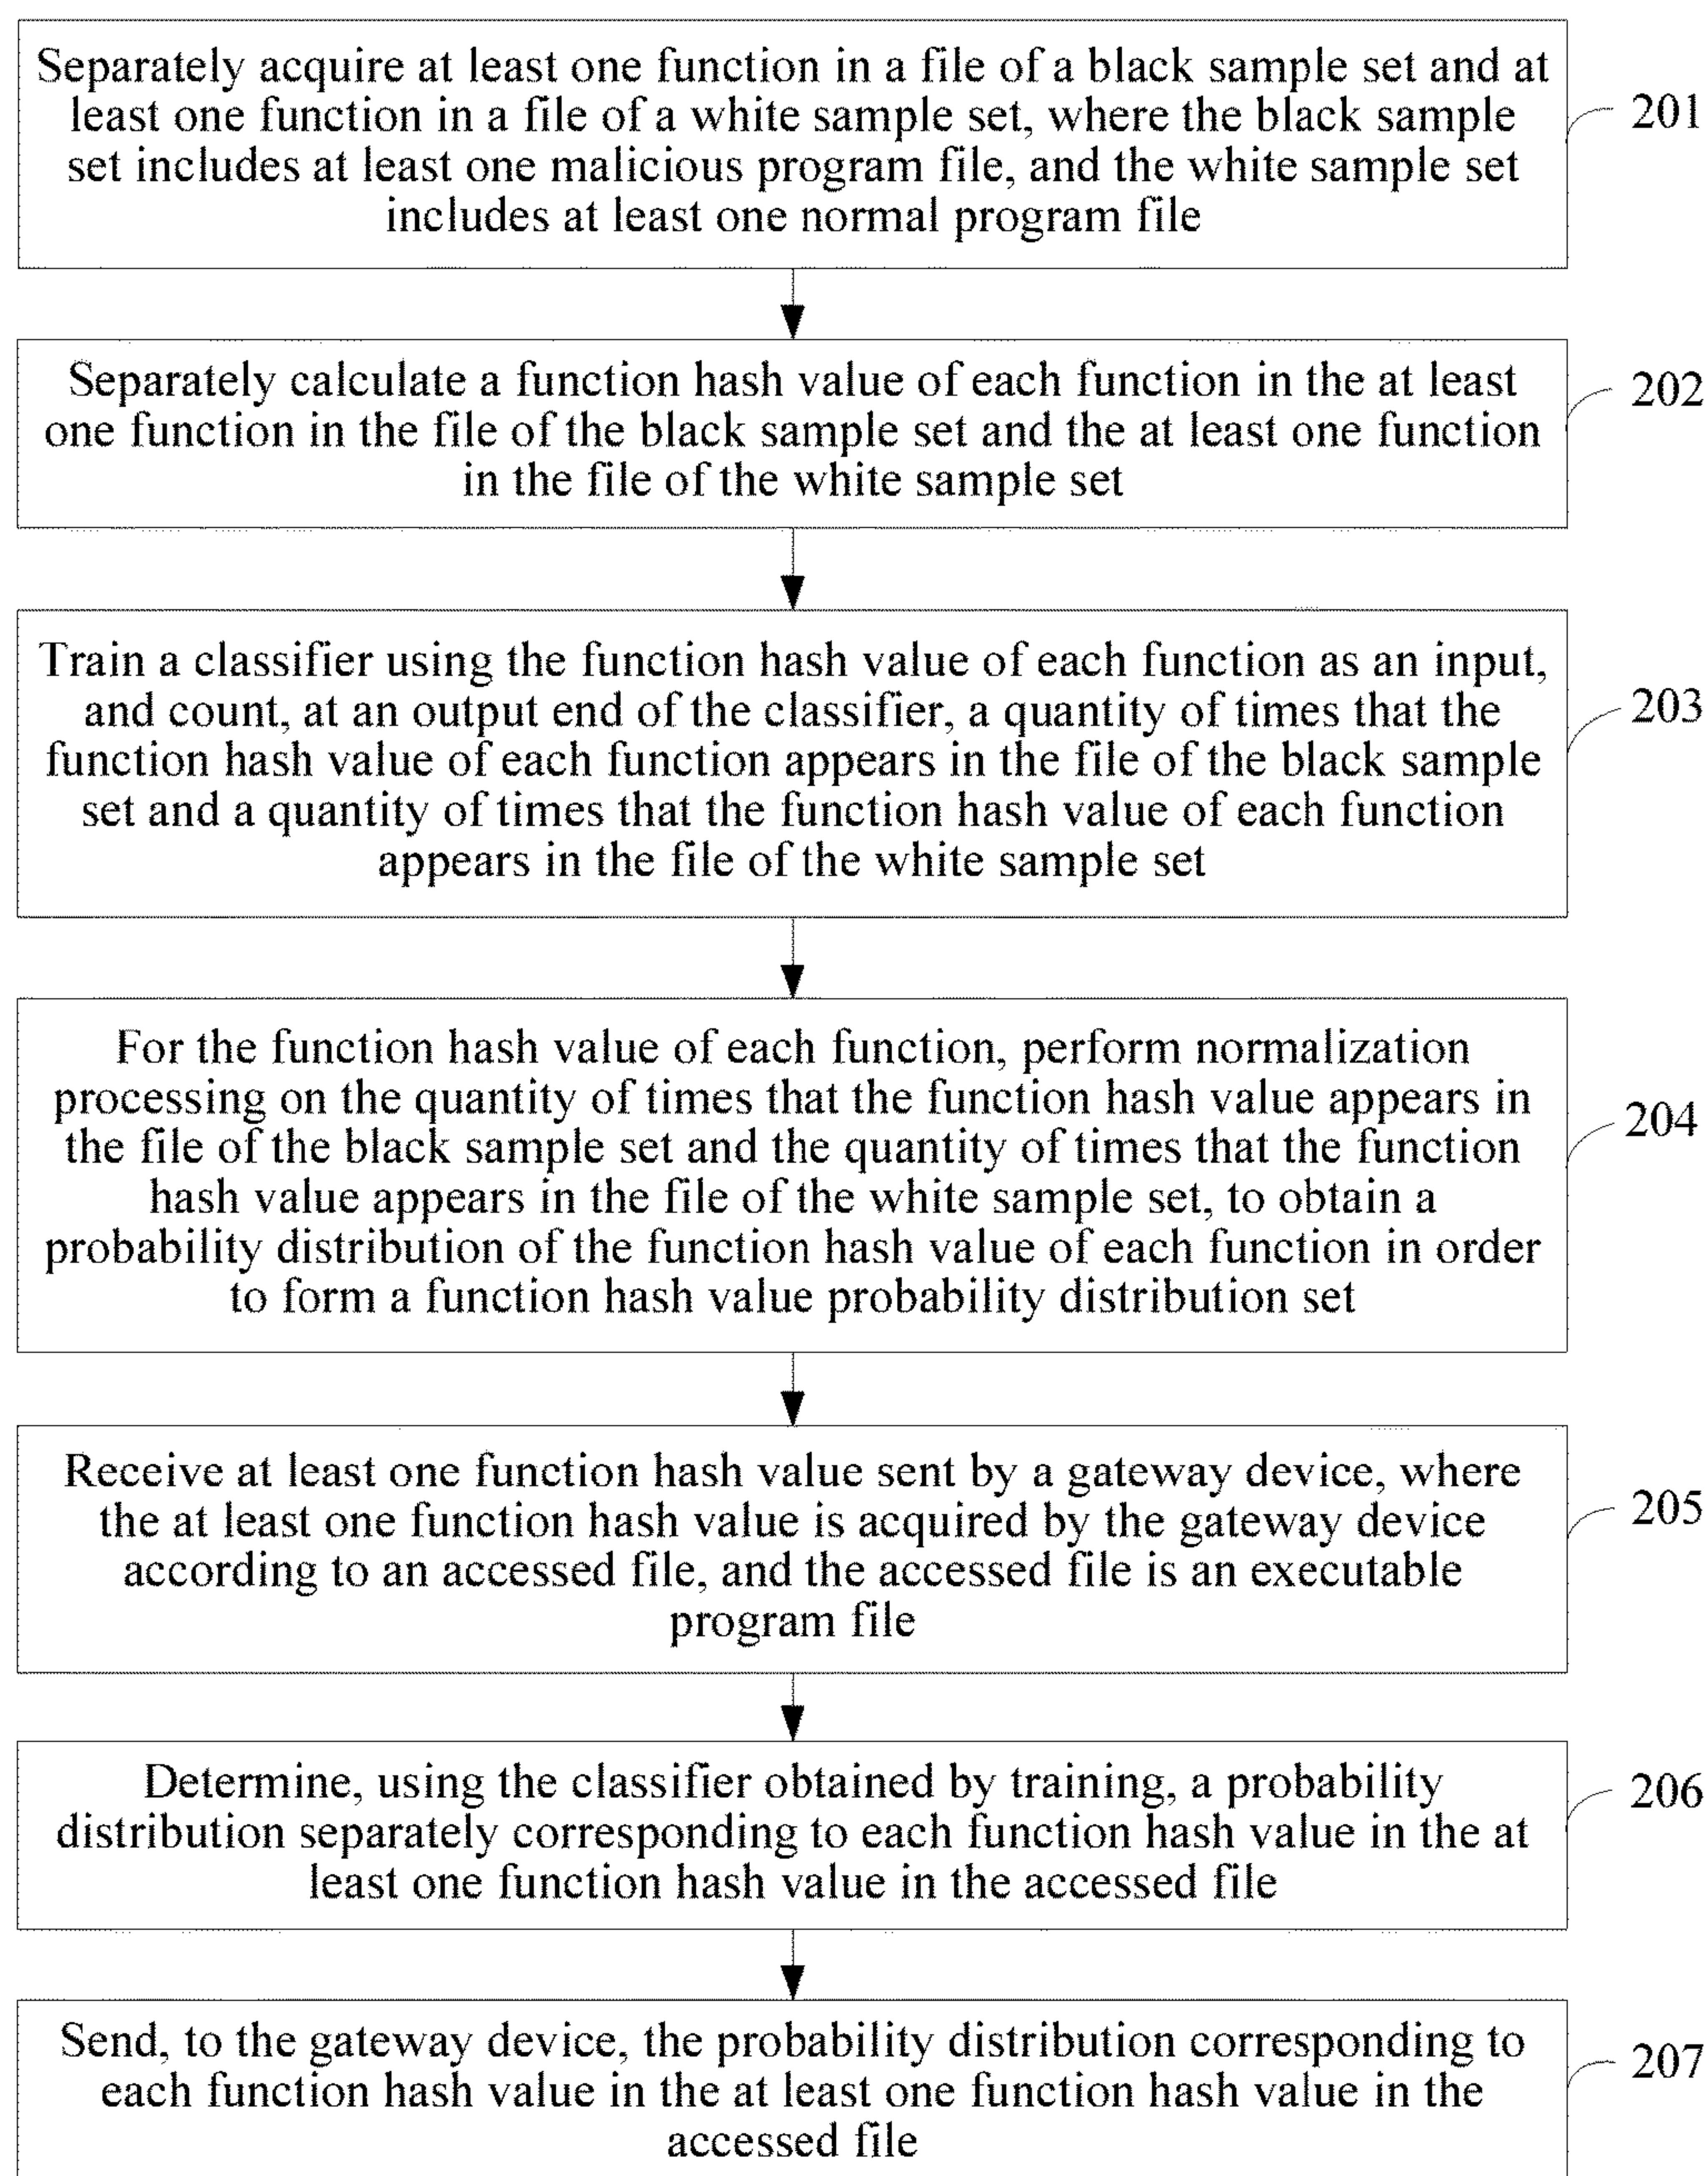 Separately acquire at least one function in a file of a black sample set and at
least one function in a file of a white sample set, where the black sample
set includes at least one malicious program file, and the white sample set
includes at least one normal program file
201
Separately calculate a function hash value of each function in the at least
one function in the file of the black sample set and the at least one function
in the file of the white sample set
202
Train a classifier using the function hash value of each function as an input,
and count, at an output end of the classifier, a quantity of times that the
function hash value of each function appears in the file of the black sample
set and a quantity of times that the function hash value of each function
appears in the file of the white sample set
203
For the function hash value of each function, perform normalization
processing on the quantity of times that the function hash value appears in
the file of the black sample set and the quantity of times that the function
hash value appears in the file of the white sample set, to obtain a
probability distribution of the function hash value of each function in order
to form a function hash value probability distribution set
204
Receive at least one function hash value sent by a gateway device, where
the at least one function hash value is acquired by the gateway device
according to an accessed file, and the accessed file is an executable
program file
205
Determine, using the classifier obtained by training, a probability
distribution separately corresponding to each function hash value in the at
least one function hash value in the accessed file
206
Send, to the gateway device, the probability distribution corresponding to
each function hash value in the at least one function hash value in the
accessed file
207